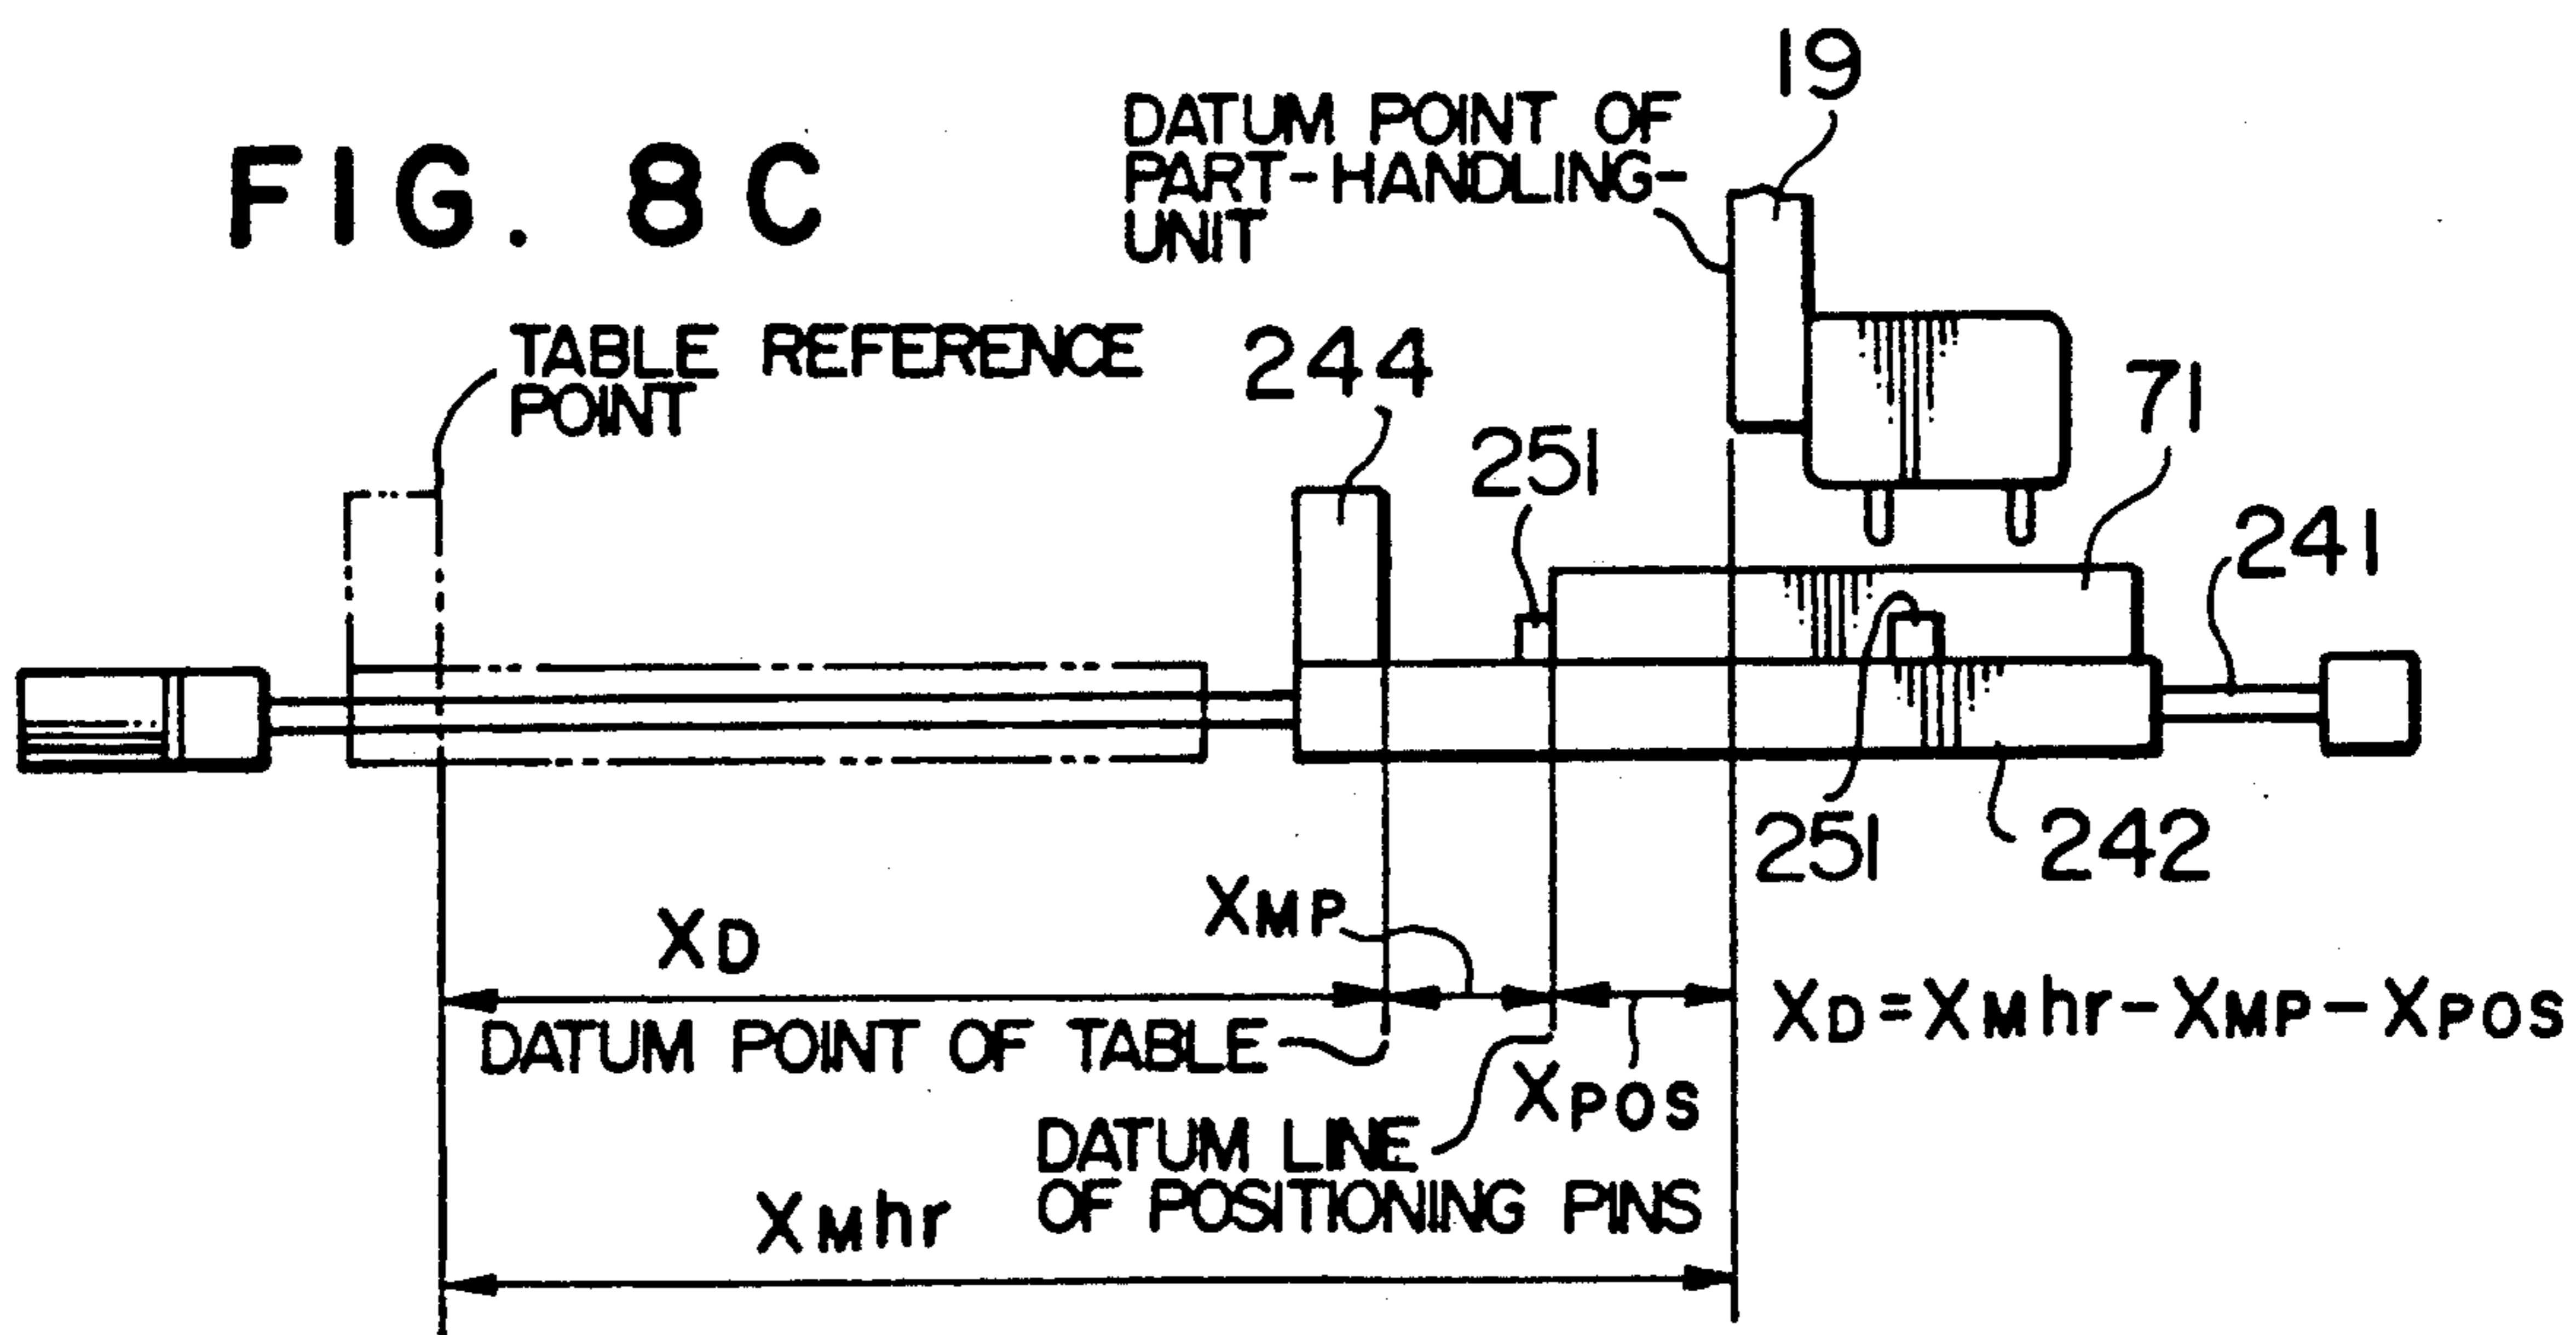 FIG. 8C
19
DATUM POINT OF
PART-HANDLING-
UNIT
TABLE REFERENCE
POINT
244
251
71
241
251
242
XD
XMP
XD=XMhr-XMP-XPOS
DATUM POINT OF TABLE
XPOS
DATUM LINE
OF POSITIONING PINS
XMhr